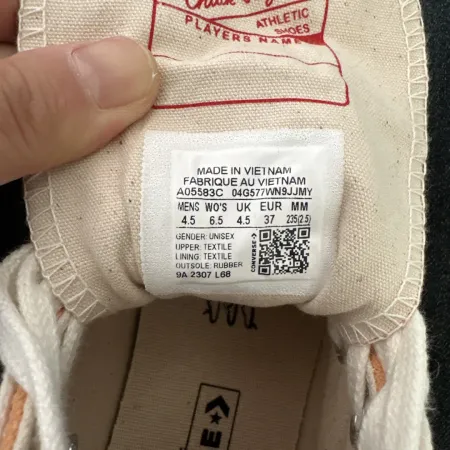 Chuck
ATHLETIC
SHOES
PLAYERS NAME
MADE IN VIETNAM
FABRIQUE AU VIETNAM
A05583C 04G577WN9JJMY
MENS WO'S UK EUR MM
4.5 6.5 4.5 37 235(2.5)
GENDER: UNISEX
UPPER: TEXTILE
LINING: TEXTILE
OUTSOLE: RUBBER
9A 2307 L68
CONVERSE
E